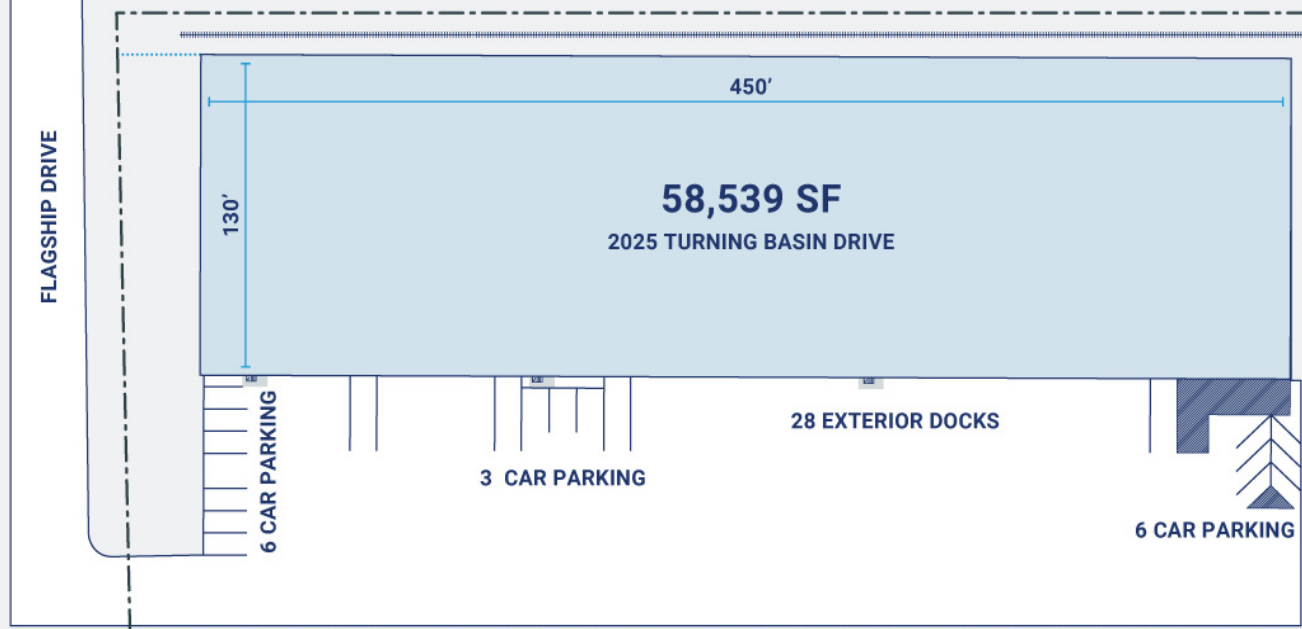 450’
FLAGSHIP DRIVE
130’
58,539 SF
2025 TURNING BASIN DRIVE
6 CAR PARKING
28 EXTERIOR DOCKS
3 CAR PARKING
6 CAR PARKING